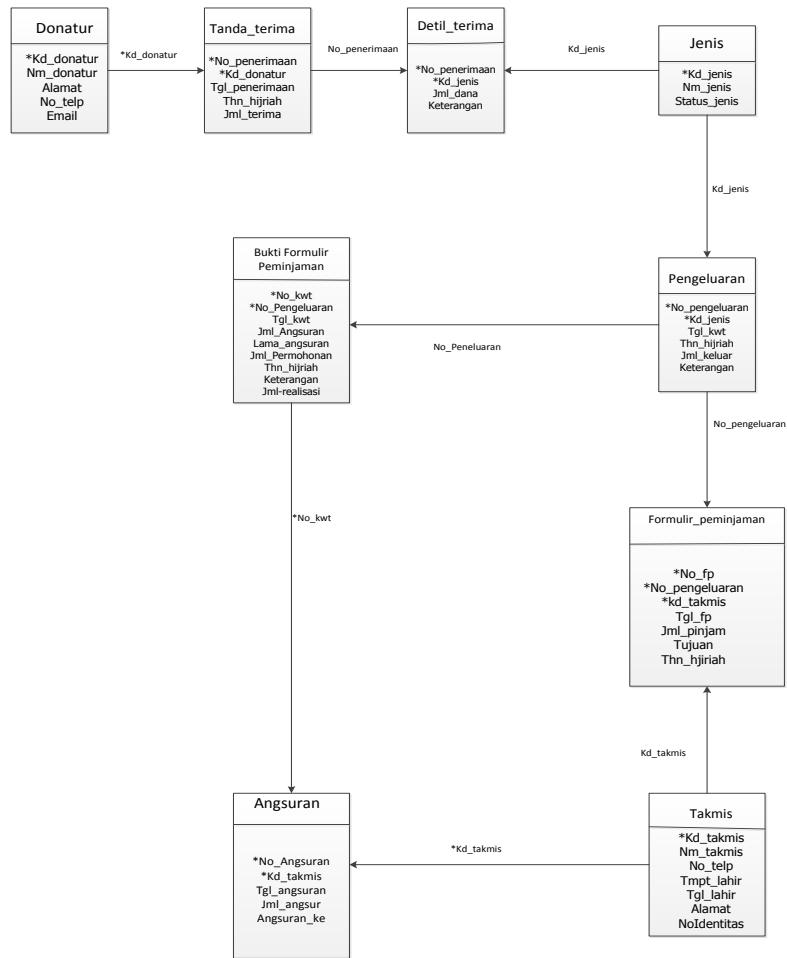 Donatur
*Kd_donatur
Nm_donatur
Alamat
No_telp
Email
*Kd_donatur
Tanda_terima
*No_penerimaan
*Kd_donatur
Tgl_penerimaan
Thn_hijriah
Jml_terima
No_penerimaan
Detil_terima
*No_penerimaan
*Kd_jenis
Jml_dana
Keterangan
Kd_jenis
Jenis
*Kd_jenis
Nm_jenis
Status_jenis
Kd_jenis
Bukti Formulir
Peminjaman
*No_kwt
*No_Pengeluaran
Tgl_kwt
Jml_Angsuran
Lama_angsuran
Jml_Permohonan
Thn_hijriah
Keterangan
Jml-realisasi
No_Peneluaran
Pengeluaran
*No_pengeluaran
*Kd_jenis
Tgl_kwt
Thn_hijriah
Jml_keluar
Keterangan
No_pengeluaran
*No_kwt
Formulir_peminjaman
*No_fp
*No_pengeluaran
*kd_takmis
Tgl_fp
Jml_pinjam
Tujuan
Thn_hjiriah
Kd_takmis
Angsuran
*No_Angsuran
*Kd_takmis
Tgl_angsuran
Jml_angsur
Angsuran_ke
*Kd_takmis
Takmis
*Kd_takmis
Nm_takmis
No_telp
Tmpt_lahir
Tgl_lahir
Alamat
NoIdentitas